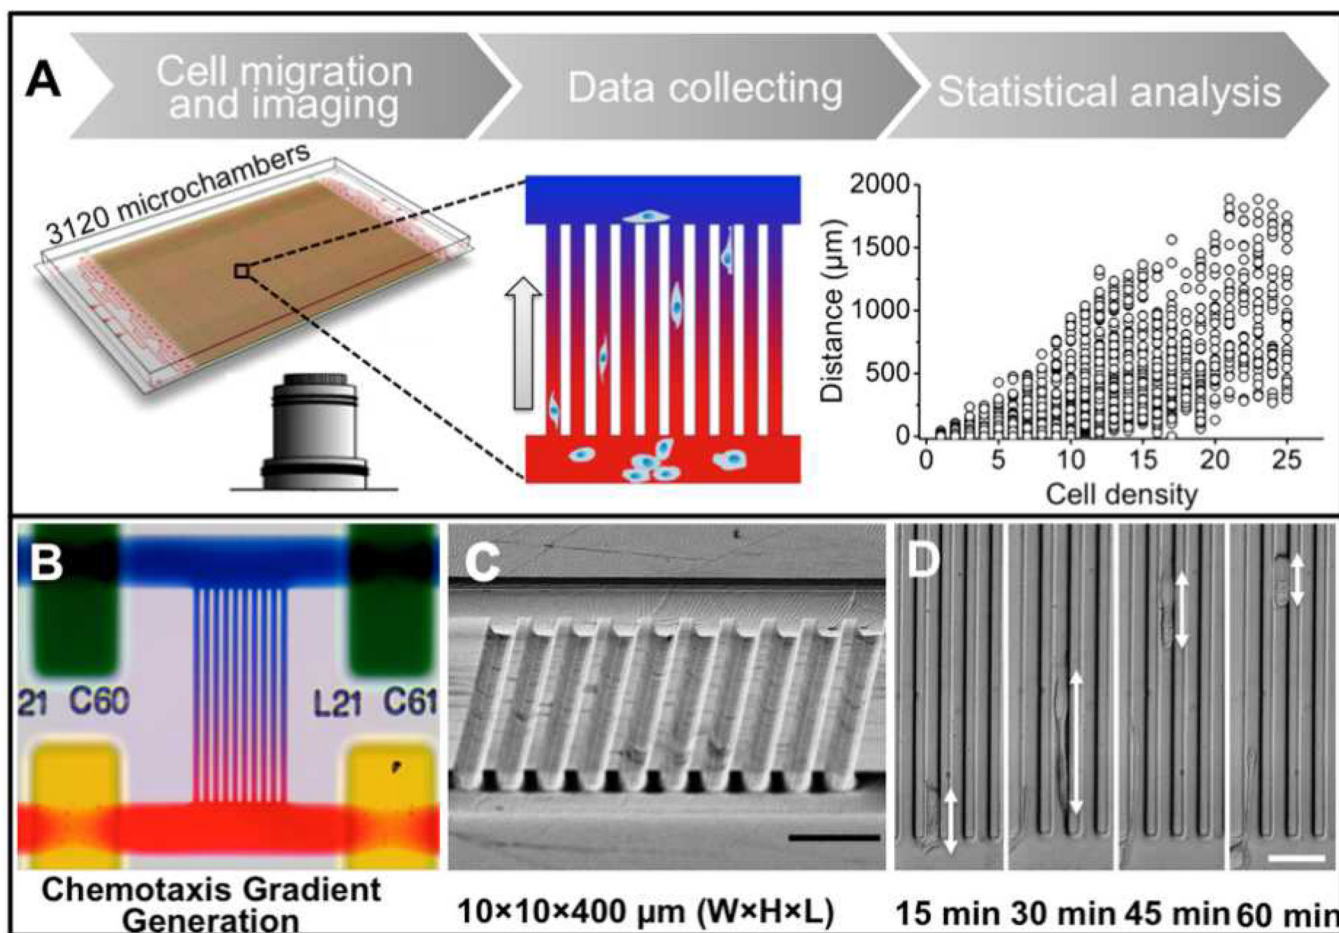 A
Cell migration
and imaging
Data collecting
Statistical analysis
3120 microchambers
Distance (µm)
2000
1500
1000
500
0
0 5 10 15 20 25
Cell density
B
21 C60
L21 C61
Chemotaxis Gradient
Generation
C
10×10×400 µm (W×H×L)
D
15 min 30 min 45 min 60 min